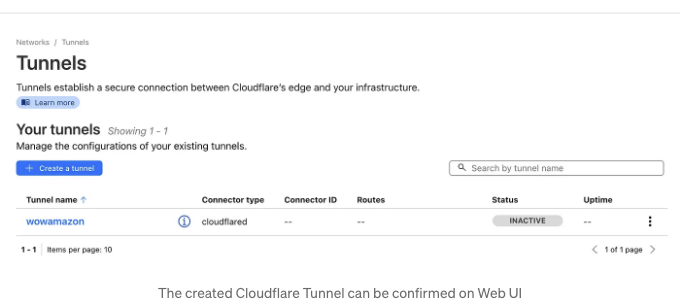 Networks / Tunnels
Tunnels
Tunnels establish a secure connection between Cloudflare's edge and your infrastructure.
Learn more
Your tunnels Showing 1 - 1
Manage the configurations of your existing tunnels.
+ Create a tunnel
Search by tunnel name
Tunnel name ↑ Connector type Connector ID Routes Status Uptime
wowamazon cloudflared -- -- INACTIVE --
1 - 1 Items per page: 10 1 of 1 page
The created Cloudflare Tunnel can be confirmed on Web UI